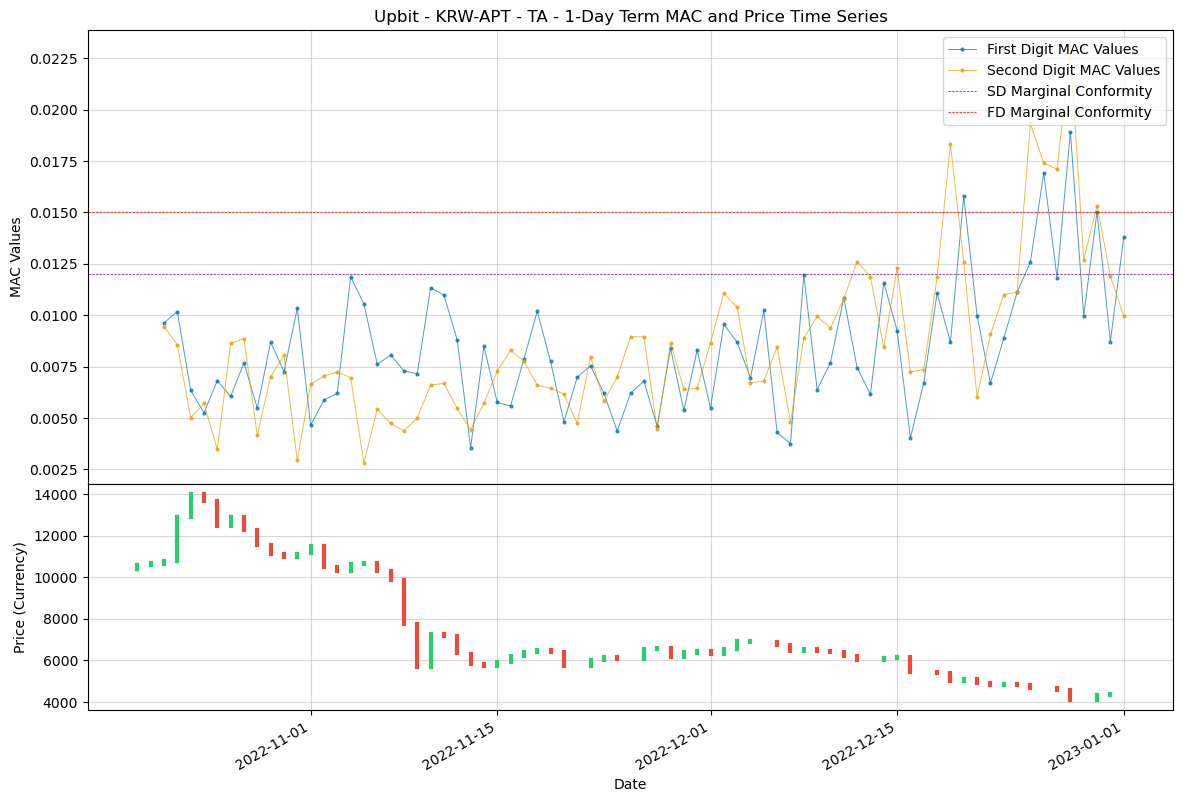 Upbit - KRW-APT - TA - 1-Day Term MAC and Price Time Series
First Digit MAC Values
Second Digit MAC Values
SD Marginal Conformity
FD Marginal Conformity
MAC Values
0.0225
0.0200
0.0175
0.0150
0.0125
0.0100
0.0075
0.0050
0.0025
Price (Currency)
14000
12000
10000
8000
6000
4000
2022-11-01
2022-11-15
2022-12-01
2022-12-15
2023-01-01
Date